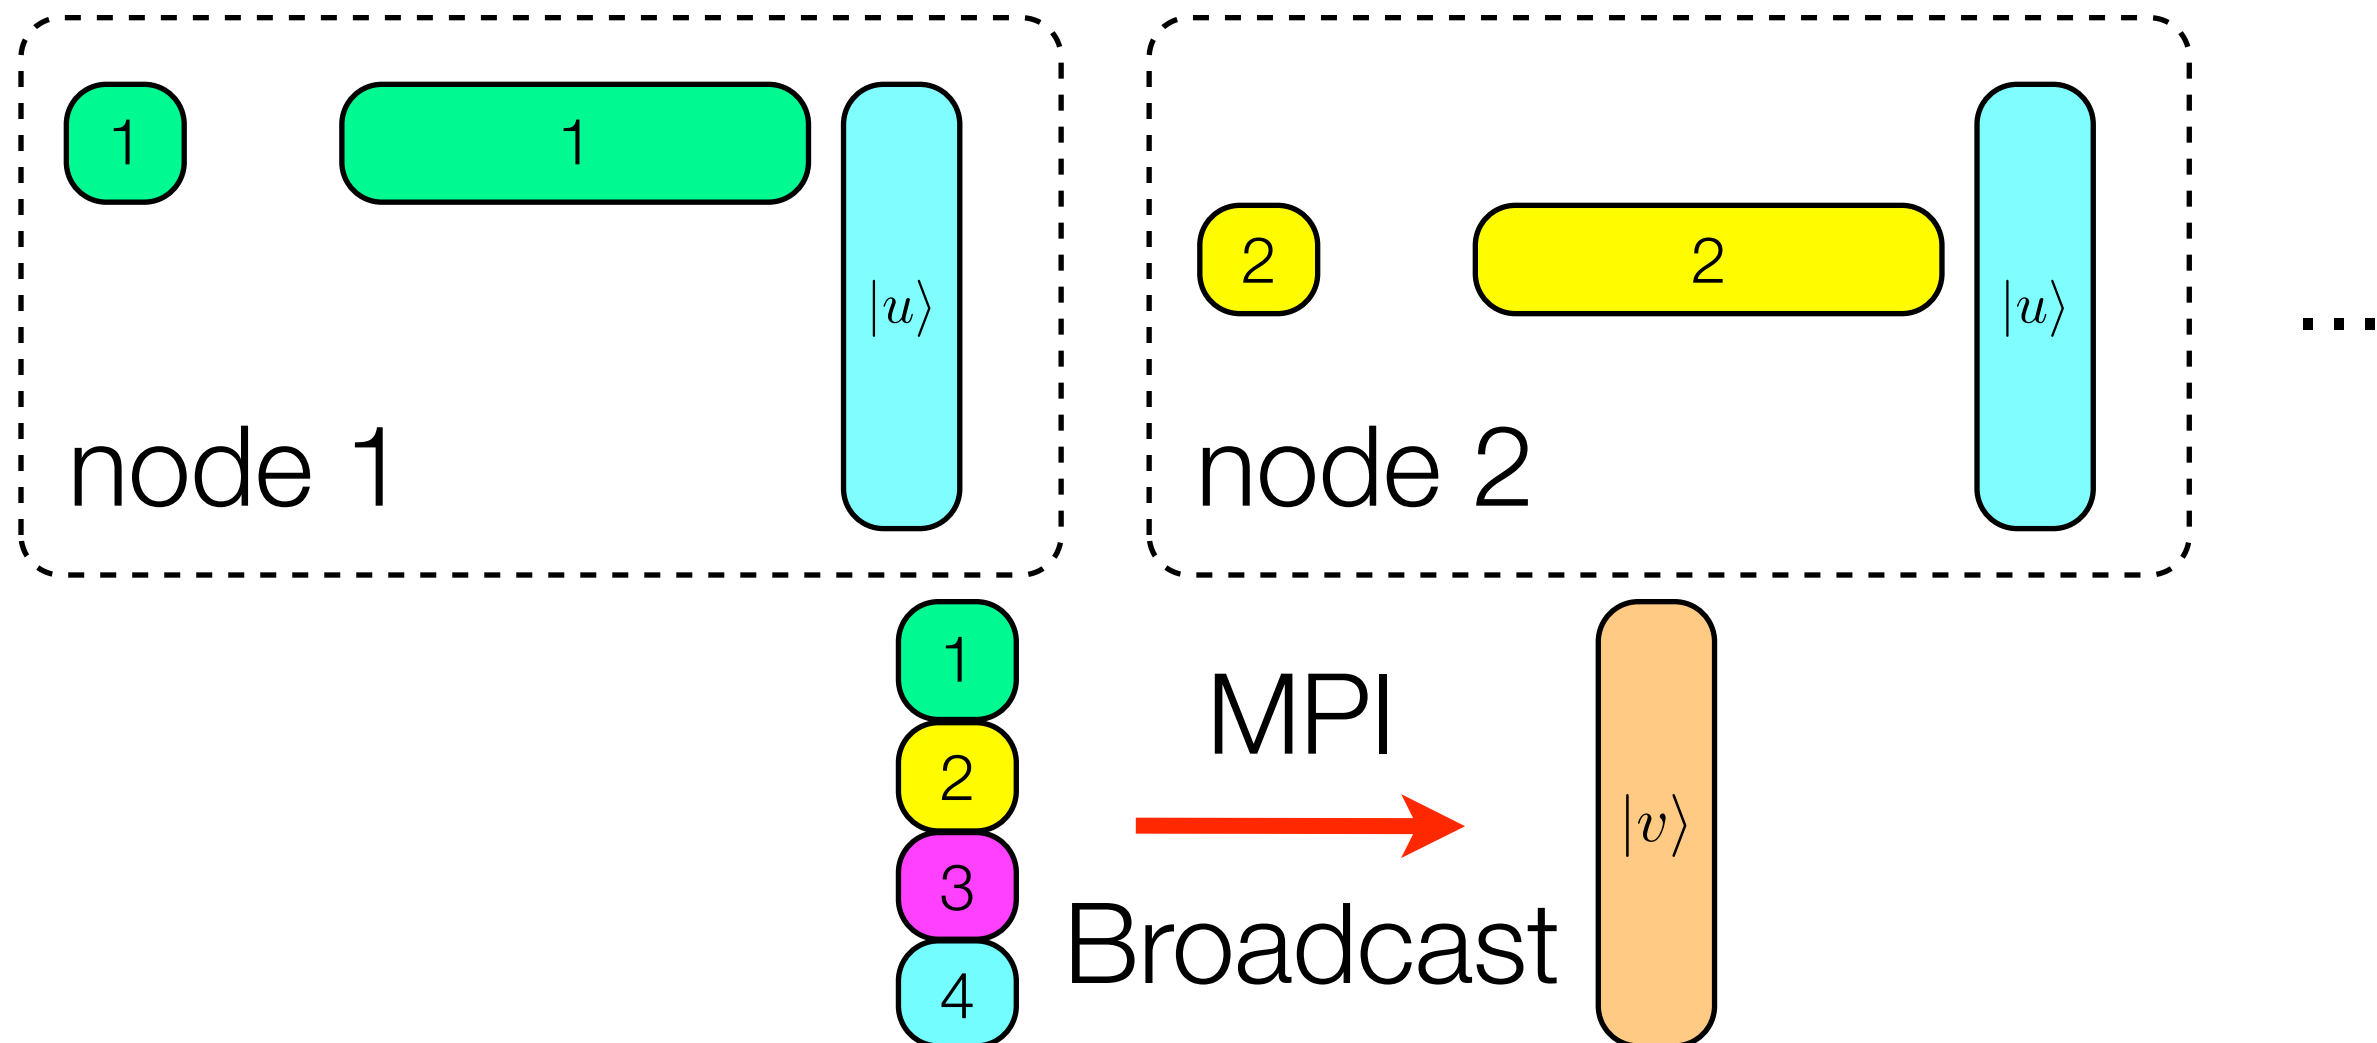 1 1 |u⟩
node 1
2 2 |u⟩
node 2
...
1
2
3
4
MPI
Broadcast
|v⟩